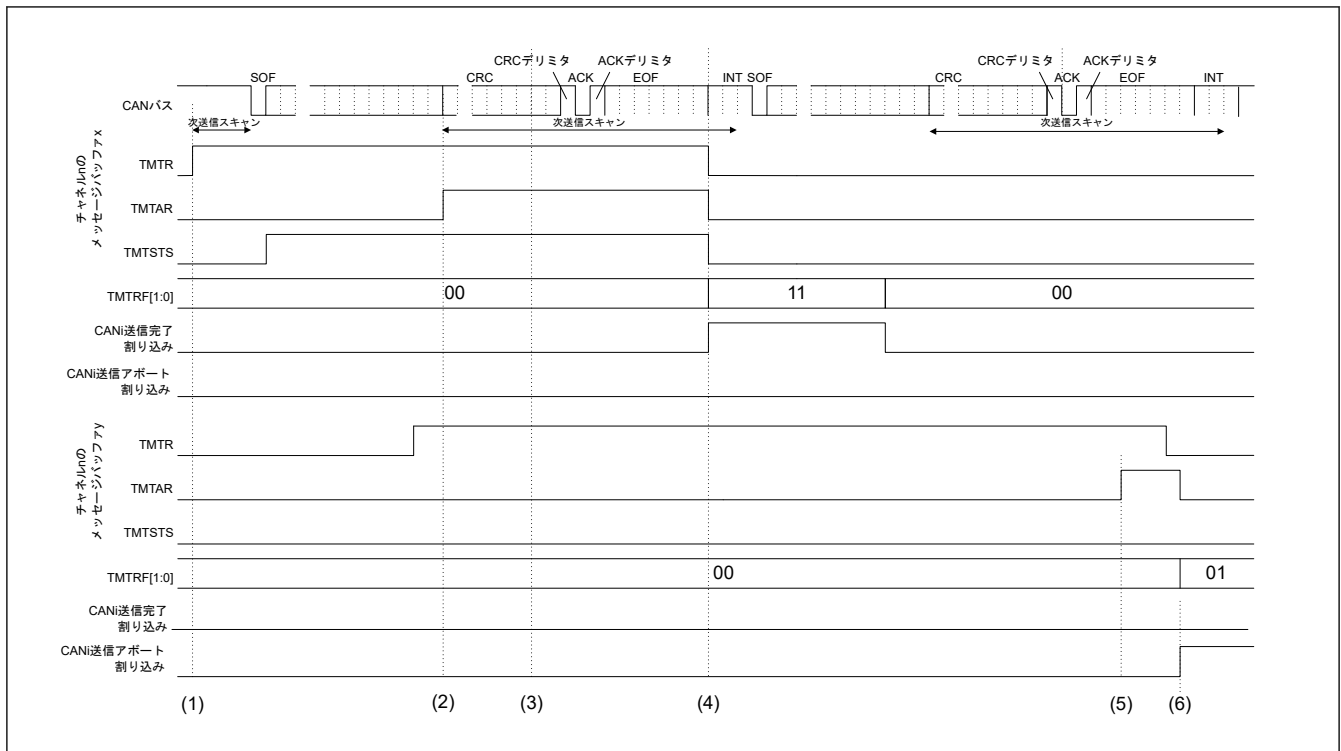 CRCデリミタ ACKデリミタ CRCデリミタ ACKデリミタ
SOF CRC ACK EOF INT SOF CRC ACK EOF INT
CANバス
次送信スキャン 次送信スキャン 次送信スキャン
チャネルnの
メッセージバッファx
TMTR
TMTAR
TMTSTS
TMTRF[1:0] 00 11 00
CANi送信完了
割り込み
CANi送信アボート
割り込み
チャネルnの
メッセージバッファy
TMTR
TMTAR
TMTSTS
TMTRF[1:0] 00 01
CANi送信完了
割り込み
CANi送信アボート
割り込み
(1) (2) (3) (4) (5) (6)